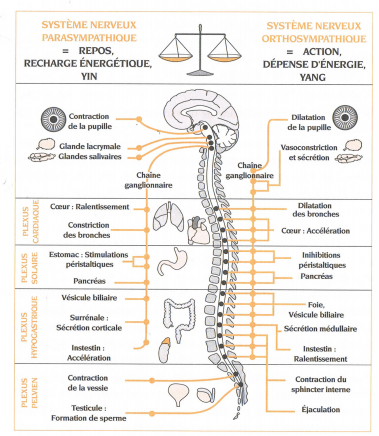 SYSTÈME NERVEUX
PARASYMPATHIQUE
= REPOS,
RECHARGE ÉNERGÉTIQUE,
YIN
SYSTÈME NERVEUX
ORTHOSYMPATHIQUE
= ACTION,
DÉPENSE D'ÉNERGIE,
YANG
Contraction
de la pupille
Glande lacrymale
Glandes salivaires
Chaîne
ganglionnaire
Dilatation
de la pupille
Vasoconstriction
et sécrétion
Chaîne
ganglionnaire
PLEXUS
CARDIAQUE
Cœur : Ralentissement
Constriction
des bronches
Dilatation
des bronches
Cœur : Accélération
PLEXUS
SOLAIRE
Estomac : Stimulations
péristaltiques
Pancréas
Inihibitions
péristaltiques
Pancréas
PLEXUS
HYPOGASTRIQUE
Vésicule biliaire
Surrénale :
Sécrétion corticale
Instestin :
Accélération
Foie,
Vésicule biliaire
Sécrétion médullaire
Intestin :
Ralentissement
PLEXUS
PELVIEN
Contraction
de la vessie
Testicule :
Formation de sperme
Contraction du
sphincter interne
Éjaculation